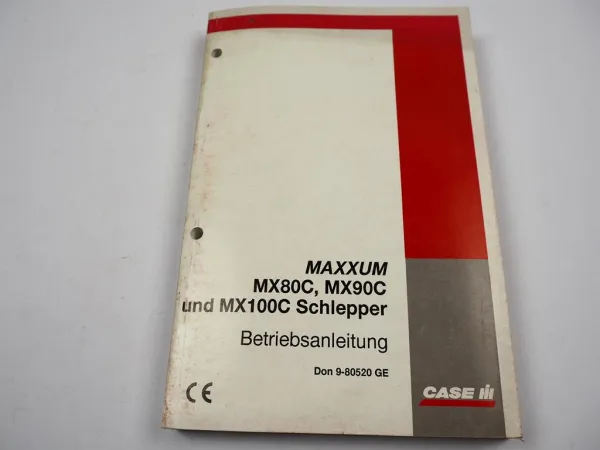 MAXXUM
MX80C, MX90C
und MX100C Schlepper
Betriebsanleitung
Don 9-80520 GE
CE
CASE IH